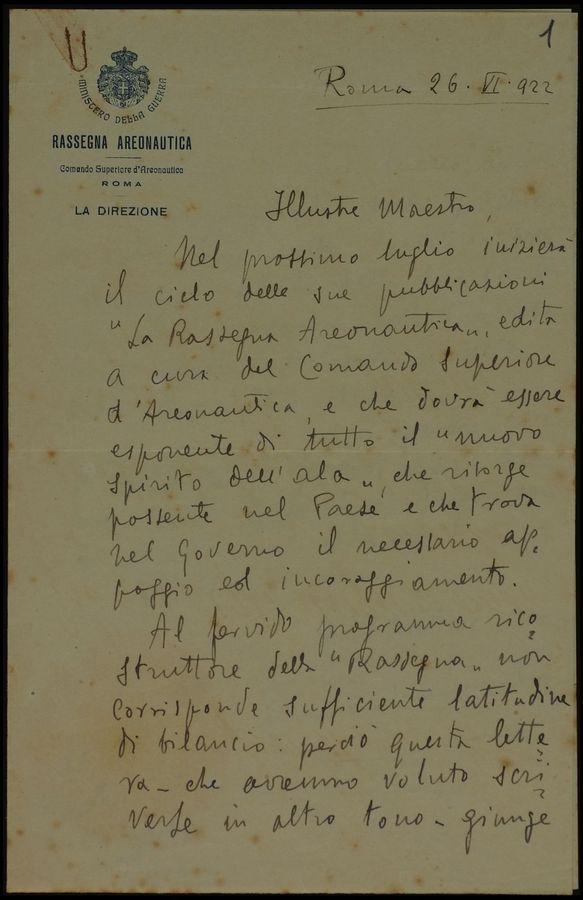 1
Roma 26.VI.922
MINISTERO DELLA GUERRA
RASSEGNA AREONAUTICA
Comando Superiore d'Areonautica
ROMA
LA DIREZIONE
Illustre Maestro,
Nel prossimo luglio inizierà
il ciclo delle sue pubblicazioni
"La Rassegna Areonautica„, edita
a cura del Comando Superiore
d'Areonautica, e che dovrà essere
esponente di tutto il "nuovo
spirito dell'ala„, che risorge
possente nel Paese e che trova
nel Governo il necessario ap-
poggio ed incoraggiamento.
Al fervido programma rico-
struttore della "Rassegna„ non
corrisponde sufficiente latitudine
di bilancio: perciò questa lette-
ra - che avremmo voluto scri-
verle in altro tono - giunge